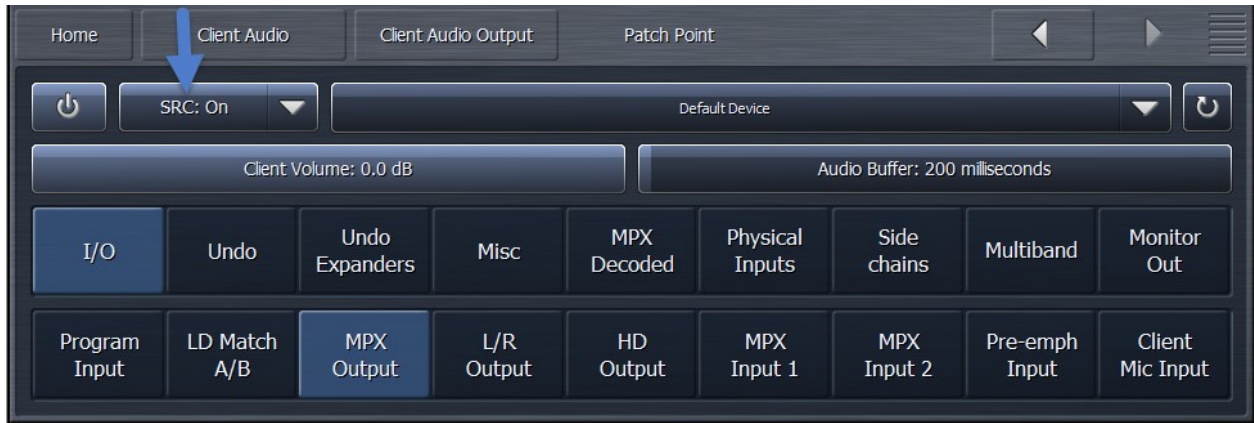 Home Client Audio Client Audio Output Patch Point
SRC: On Default Device
Client Volume: 0.0 dB Audio Buffer: 200 milliseconds
I/O Undo Undo Expanders Misc MPX Decoded Physical Inputs Side chains Multiband Monitor Out
Program Input LD Match A/B MPX Output L/R Output HD Output MPX Input 1 MPX Input 2 Pre-emph Input Client Mic Input